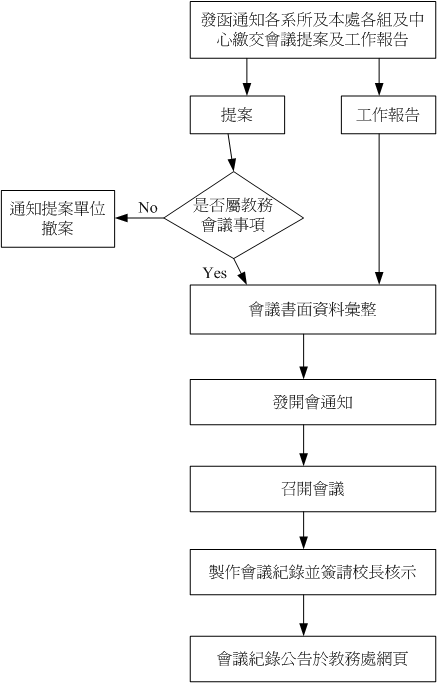 發函通知各系所及本處各組及中
心繳交會議提案及工作報告
提案
工作報告
是否屬教務
會議事項
No
通知提案單位
撤案
Yes
會議書面資料彙整
發開會通知
召開會議
製作會議紀錄並簽請校長核示
會議紀錄公告於教務處網頁